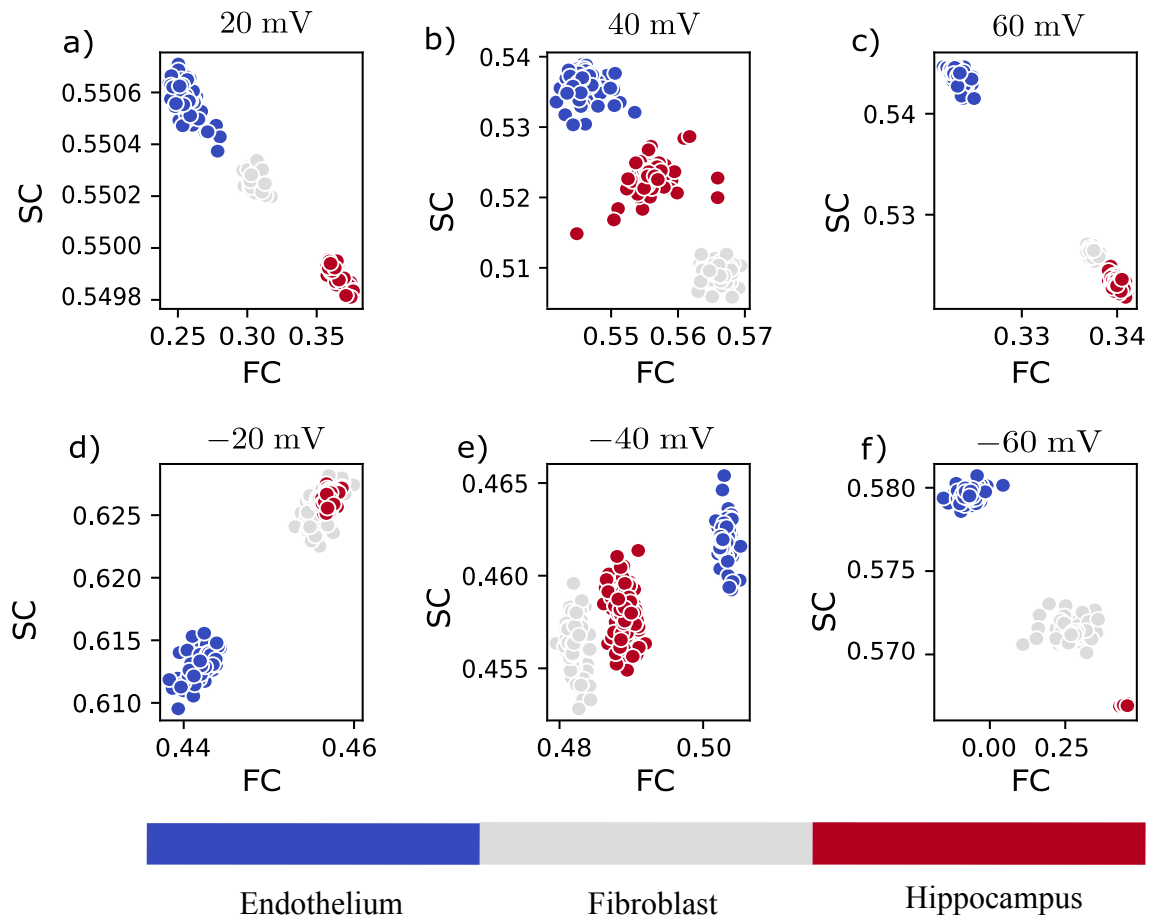 a) 20 mV
0.5506
0.5504
0.5502
0.5500
0.5498
SC
0.25 0.30 0.35
FC
b) 40 mV
0.54
0.53
0.52
0.51
SC
0.55 0.56 0.57
FC
c) 60 mV
0.54
0.53
SC
0.33 0.34
FC
d) −20 mV
0.625
0.620
0.615
0.610
SC
0.44 0.46
FC
e) −40 mV
0.465
0.460
0.455
SC
0.48 0.50
FC
f) −60 mV
0.580
0.575
0.570
SC
0.00 0.25
FC
Endothelium Fibroblast Hippocampus